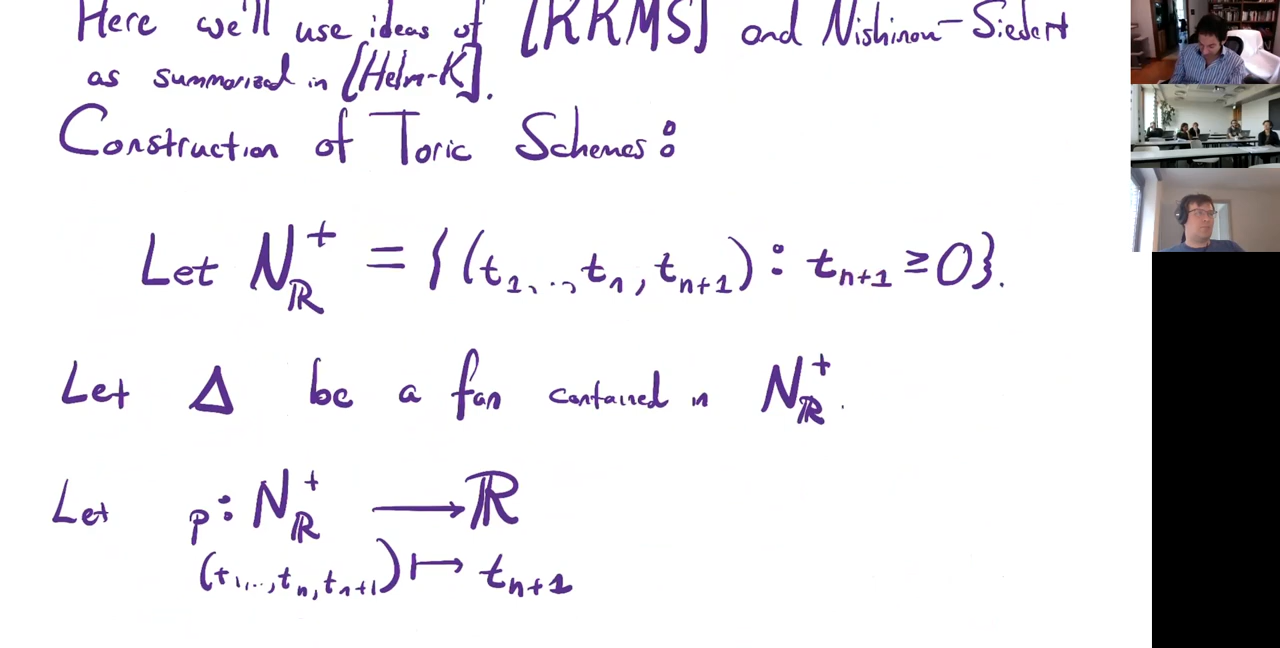 Here we'll use ideas of [KKMS] and Nishinou-Siebert
as summarized in [Helm-K].
Construction of Toric Schemes:
Let N_ℝ^+ = {(t_1,..,t_n,t_{n+1}): t_{n+1} ≥ 0}.
Let Δ be a fan contained in N_ℝ^+.
Let p: N_ℝ^+ ⟶ ℝ
(t_1,...,t_n,t_{n+1}) ↦ t_{n+1}